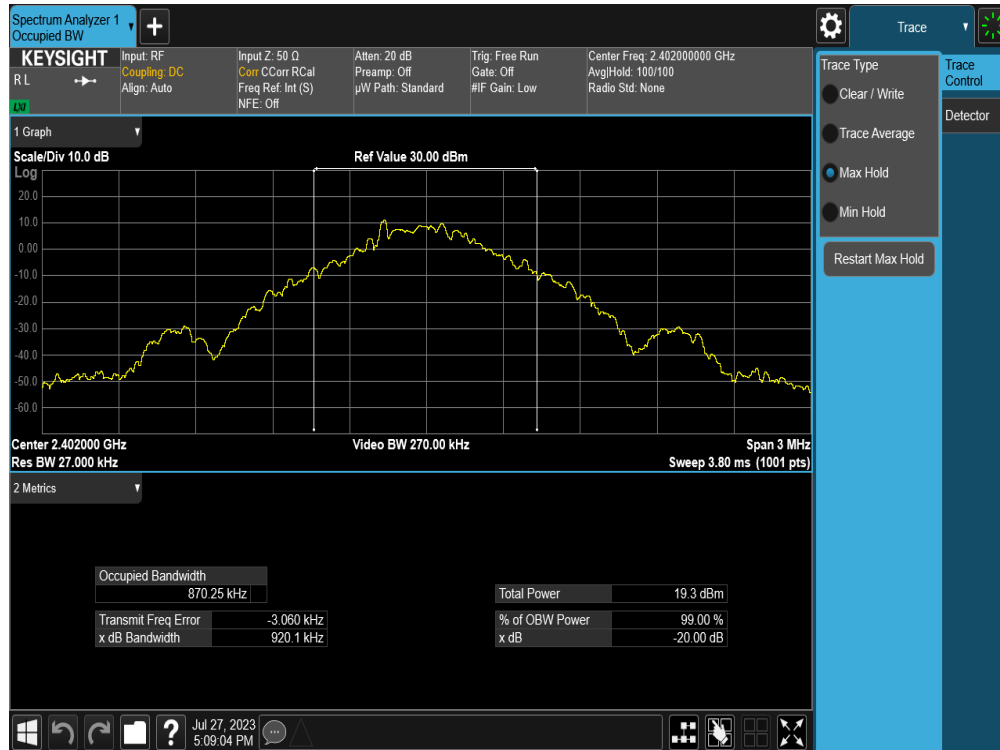 Spectrum Analyzer 1
Occupied BW
Trace
KEYSIGHT
R L
LXI
Input: RF
Coupling: DC
Align: Auto
Input Z: 50 Ω
Corr CCorr RCal
Freq Ref: Int (S)
NFE: Off
Atten: 20 dB
Preamp: Off
µW Path: Standard
Trig: Free Run
Gate: Off
#IF Gain: Low
Center Freq: 2.402000000 GHz
Avg|Hold: 100/100
Radio Std: None
Trace Type
Clear / Write
Trace Average
Max Hold
Min Hold
Restart Max Hold
Trace
Control
Detector
1 Graph
Scale/Div 10.0 dB
Ref Value 30.00 dBm
Log
20.0
10.0
0.00
-10.0
-20.0
-30.0
-40.0
-50.0
-60.0
Center 2.402000 GHz
Video BW 270.00 kHz
Span 3 MHz
Res BW 27.000 kHz
Sweep 3.80 ms (1001 pts)
2 Metrics
Occupied Bandwidth
870.25 kHz
Transmit Freq Error -3.060 kHz
x dB Bandwidth 920.1 kHz
Total Power 19.3 dBm
% of OBW Power 99.00 %
x dB -20.00 dB
Jul 27, 2023
5:09:04 PM